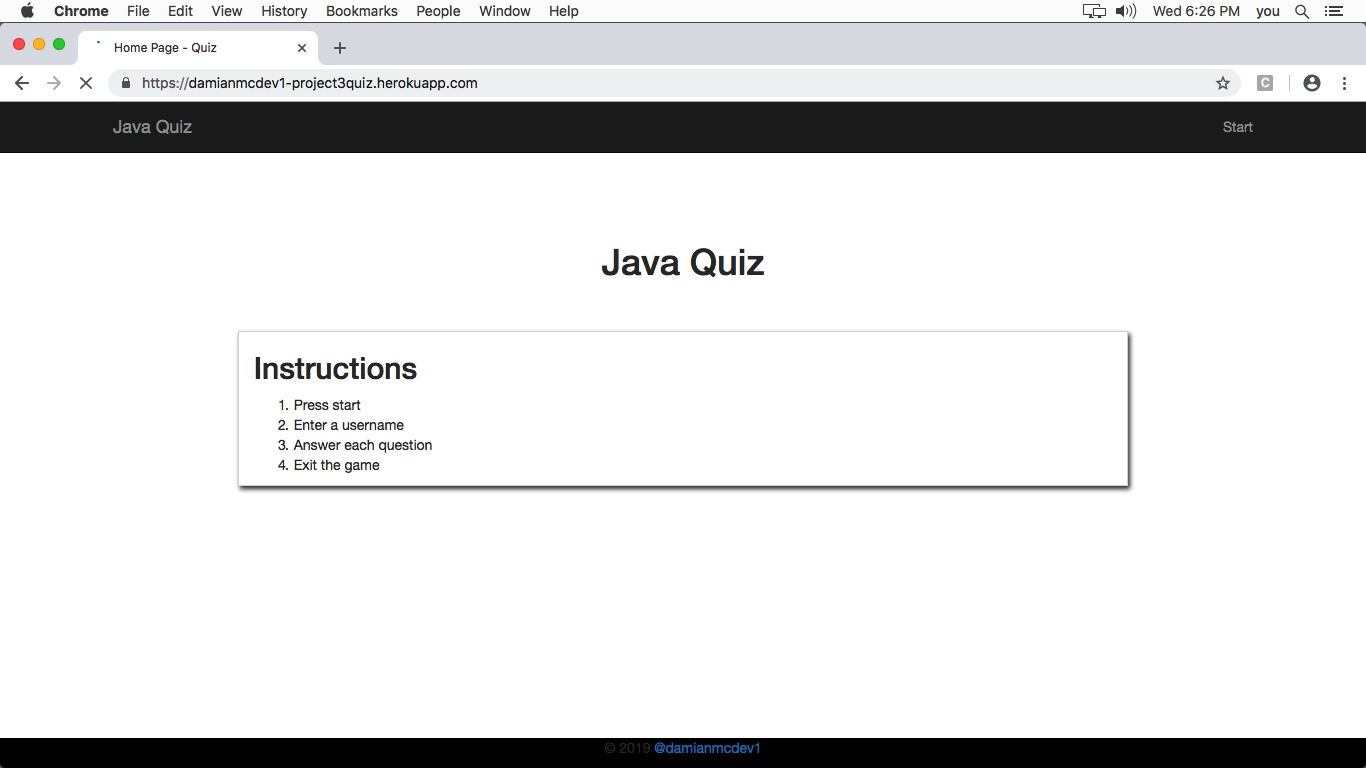 Chrome File Edit View History Bookmarks People Window Help Wed 6:26 PM you
Home Page - Quiz
https://damianmcdev1-project3quiz.herokuapp.com C
Java Quiz Start
Java Quiz
Instructions
1. Press start
2. Enter a username
3. Answer each question
4. Exit the game
© 2019 @damianmcdev1